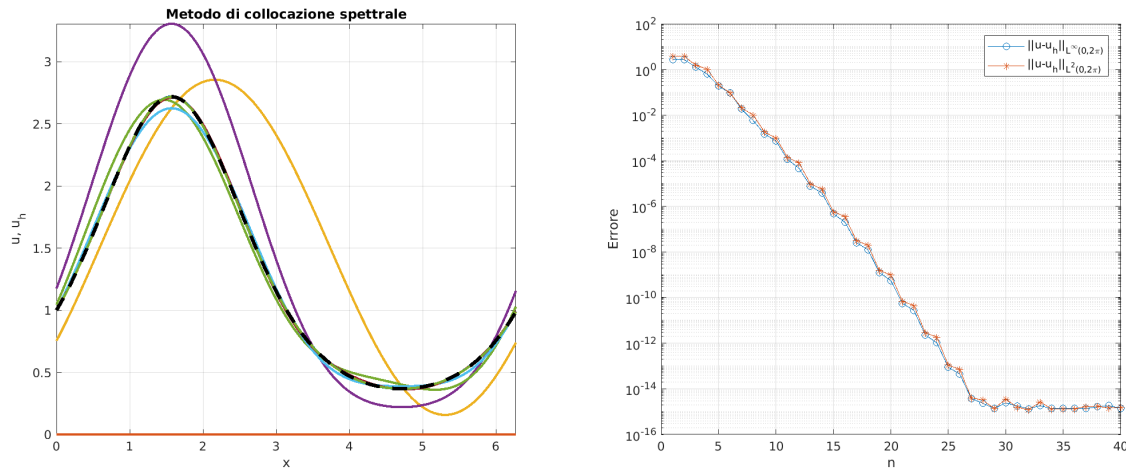 Metodo di collocazione spettrale
u, u_h
3
2.5
2
1.5
1
0.5
0
0 1 2 3 4 5 6
x
||u-u_h||_{L^∞(0,2π)}
||u-u_h||_{L^2(0,2π)}
Errore
10^2
10^0
10^-2
10^-4
10^-6
10^-8
10^-10
10^-12
10^-14
10^-16
0 5 10 15 20 25 30 35 40
n